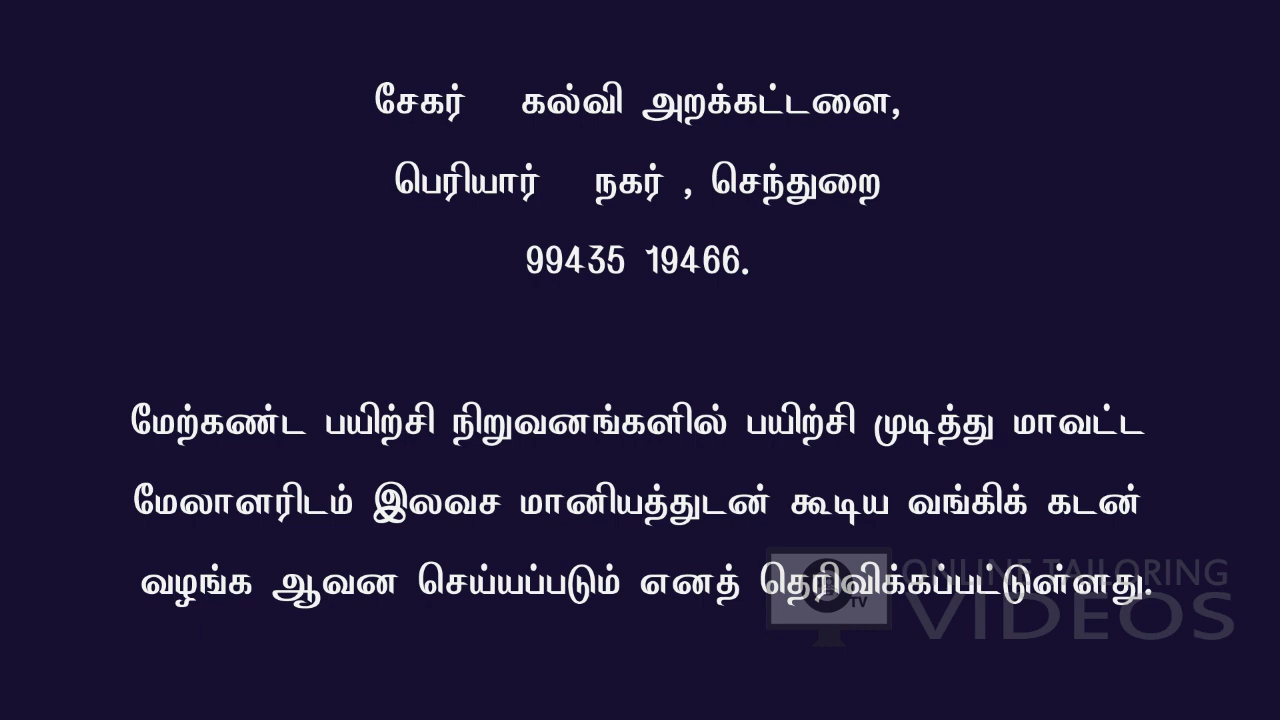 சேகர் கல்வி அறக்கட்டளை,
பெரியார் நகர் , செந்துறை
99435 19466.
மேற்கண்ட பயிற்சி நிறுவனங்களில் பயிற்சி முடித்து மாவட்ட
மேலாளரிடம் இலவச மானியத்துடன் கூடிய வங்கிக் கடன்
வழங்க ஆவன செய்யப்படும் எனத் தெரிவிக்கப்பட்டுள்ளது.
ONLINE TAILORING
VIDEOS
TV